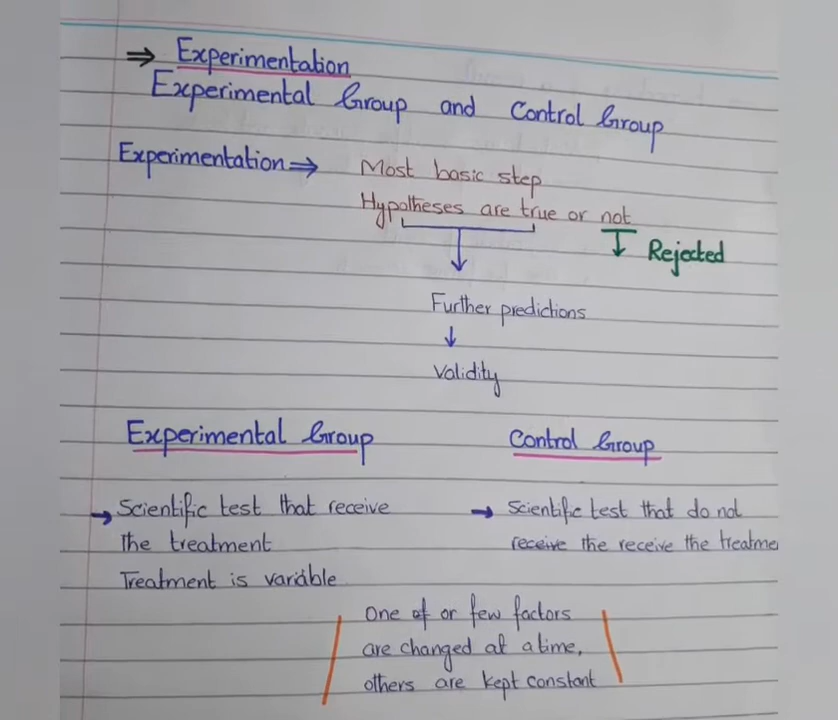 ⇒ Experimentation
Experimental Group and Control Group
Experimentation ⇒ Most basic step
Hypotheses are true or not
Rejected
Further predictions
↓
Validity
Experimental Group
→ Scientific test that receive
the treatment
Treatment is variable
Control Group
→ Scientific test that do not
receive the receive the treatme
One of or few factors
are changed at a time,
others are kept constant